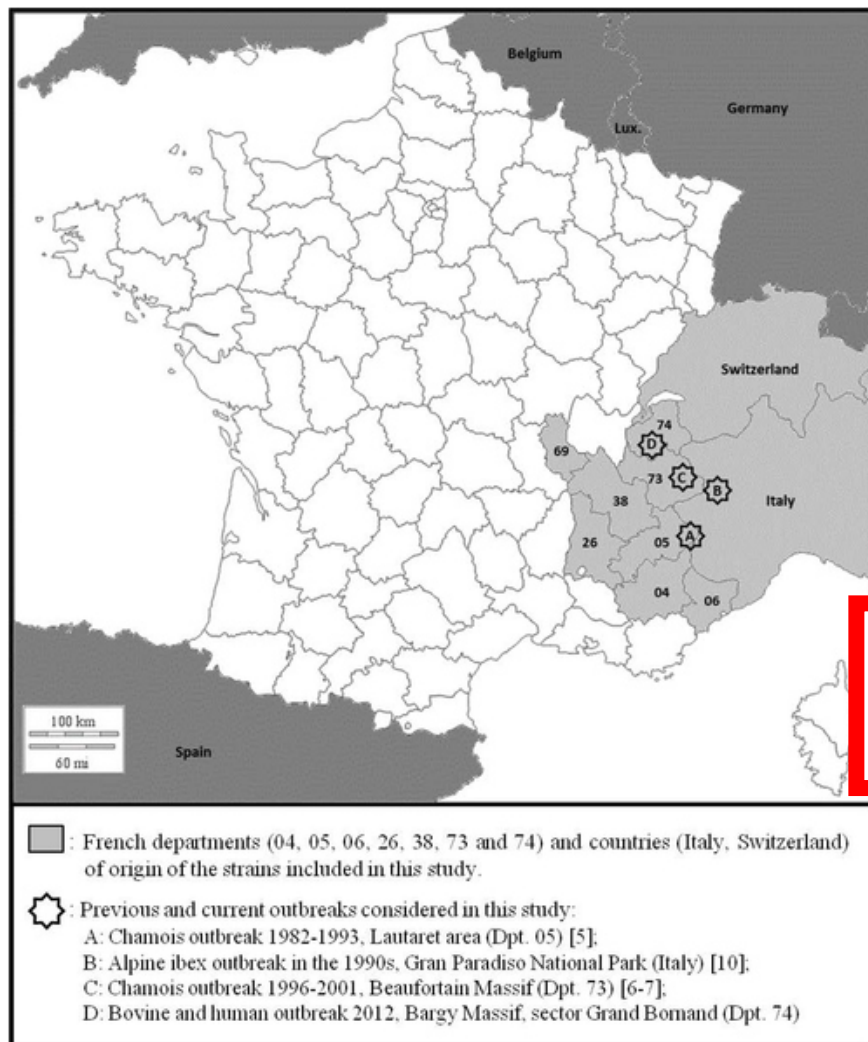 Belgium
Germany
Lux.
Switzerland
74
D
69
73
C
B
Italy
38
26
05
A
04
06
100 km
60 mi
Spain
: French departments (04, 05, 06, 26, 38, 73 and 74) and countries (Italy, Switzerland)
of origin of the strains included in this study.
: Previous and current outbreaks considered in this study:
A: Chamois outbreak 1982-1993, Lautaret area (Dpt. 05) [5];
B: Alpine ibex outbreak in the 1990s, Gran Paradiso National Park (Italy) [10];
C: Chamois outbreak 1996-2001, Beaufortain Massif (Dpt. 73) [6-7];
D: Bovine and human outbreak 2012, Bargy Massif, sector Grand Bornand (Dpt. 74)